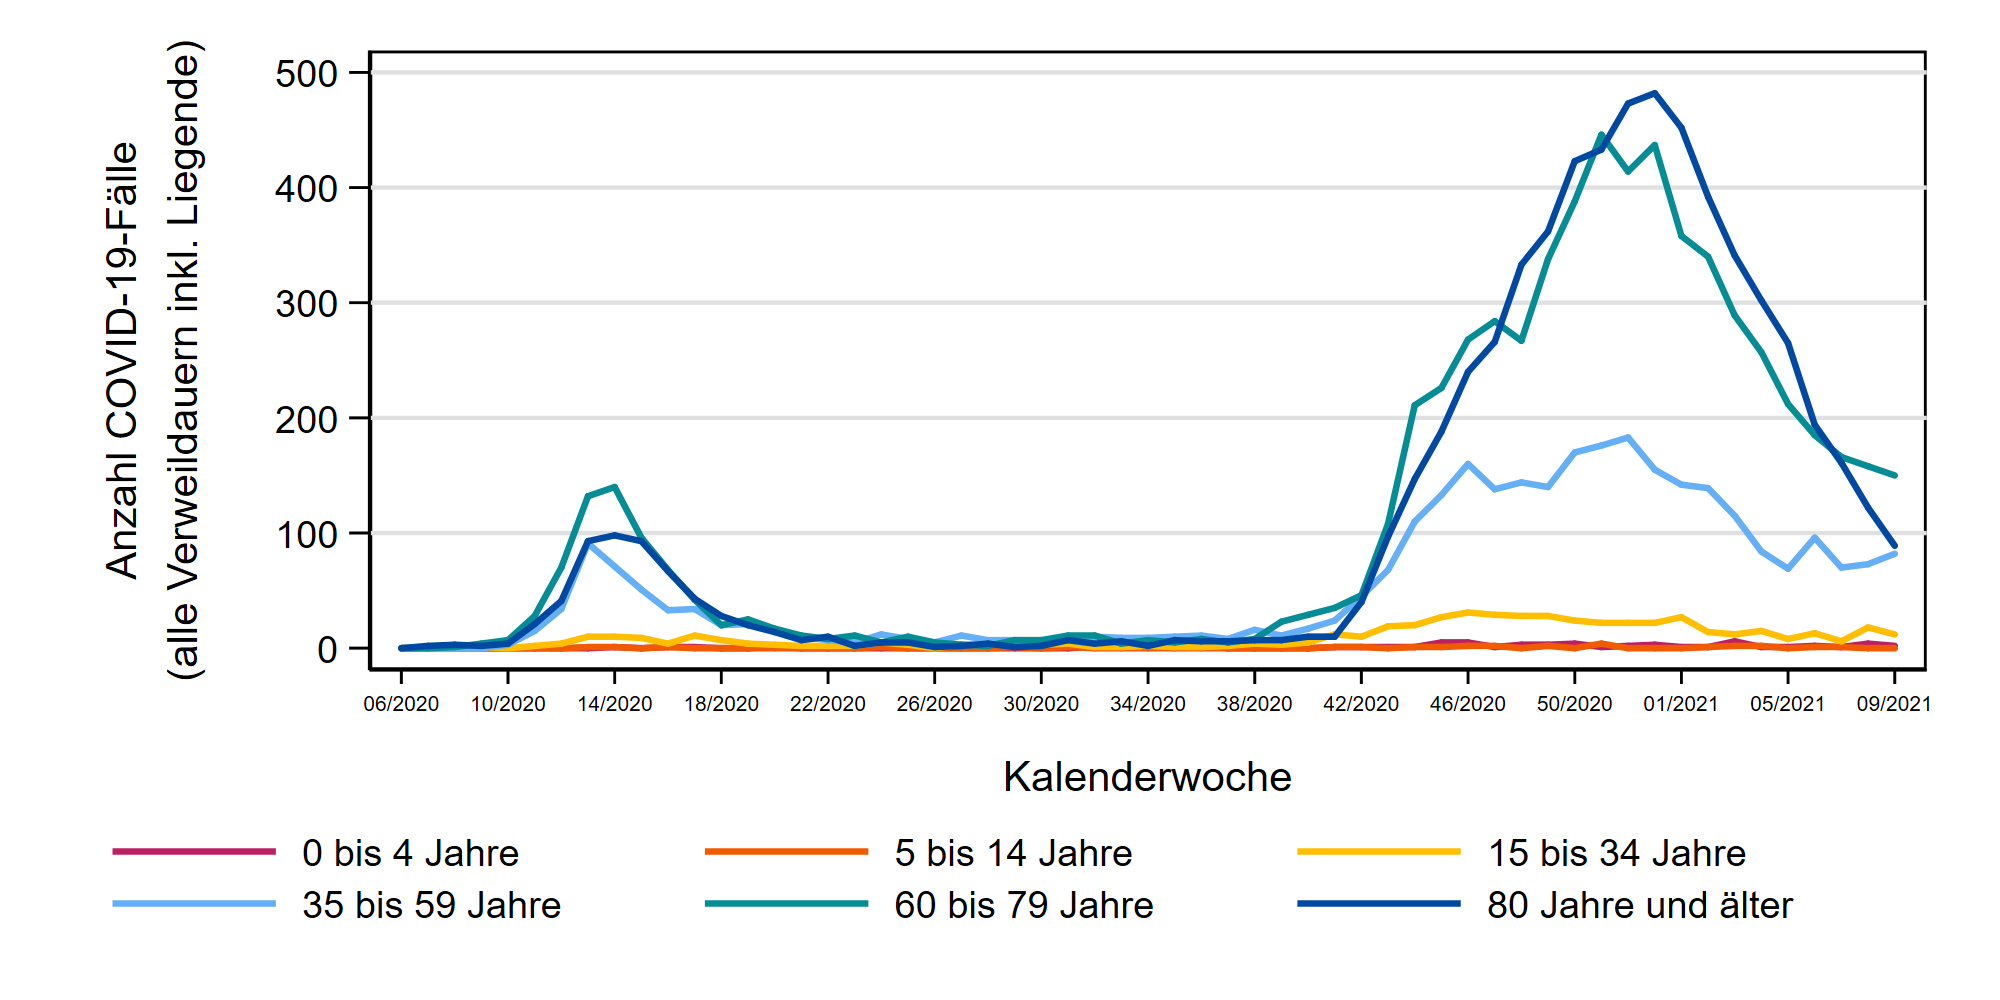 Anzahl COVID-19-Fälle
(alle Verweildauern inkl. Liegende)
500
400
300
200
100
0
06/2020 10/2020 14/2020 18/2020 22/2020 26/2020 30/2020 34/2020 38/2020 42/2020 46/2020 50/2020 01/2021 05/2021 09/2021
Kalenderwoche
0 bis 4 Jahre 5 bis 14 Jahre 15 bis 34 Jahre
35 bis 59 Jahre 60 bis 79 Jahre 80 Jahre und älter